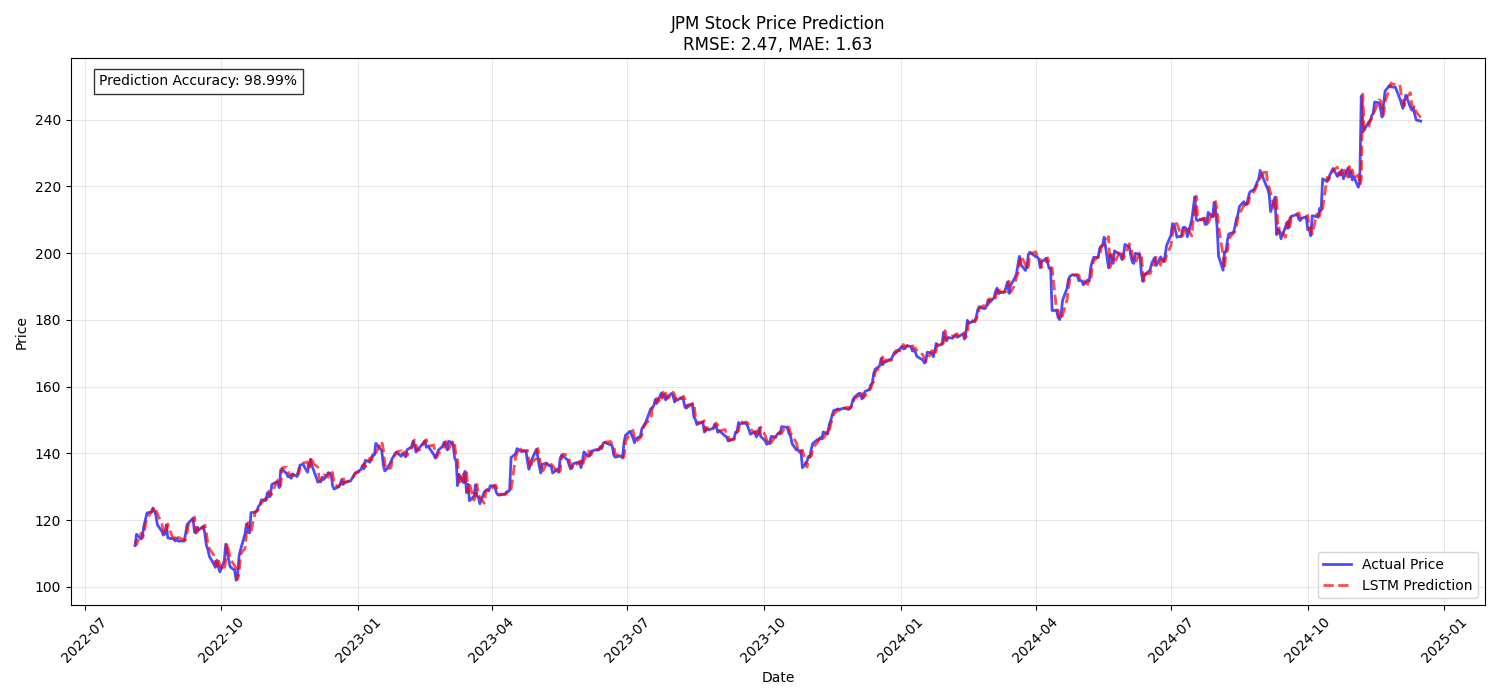 JPM Stock Price Prediction
RMSE: 2.47, MAE: 1.63
Prediction Accuracy: 98.99%
Price
240
220
200
180
160
140
120
100
Actual Price
LSTM Prediction
2022-07
2022-10
2023-01
2023-04
2023-07
2023-10
2024-01
2024-04
2024-07
2024-10
2025-01
Date